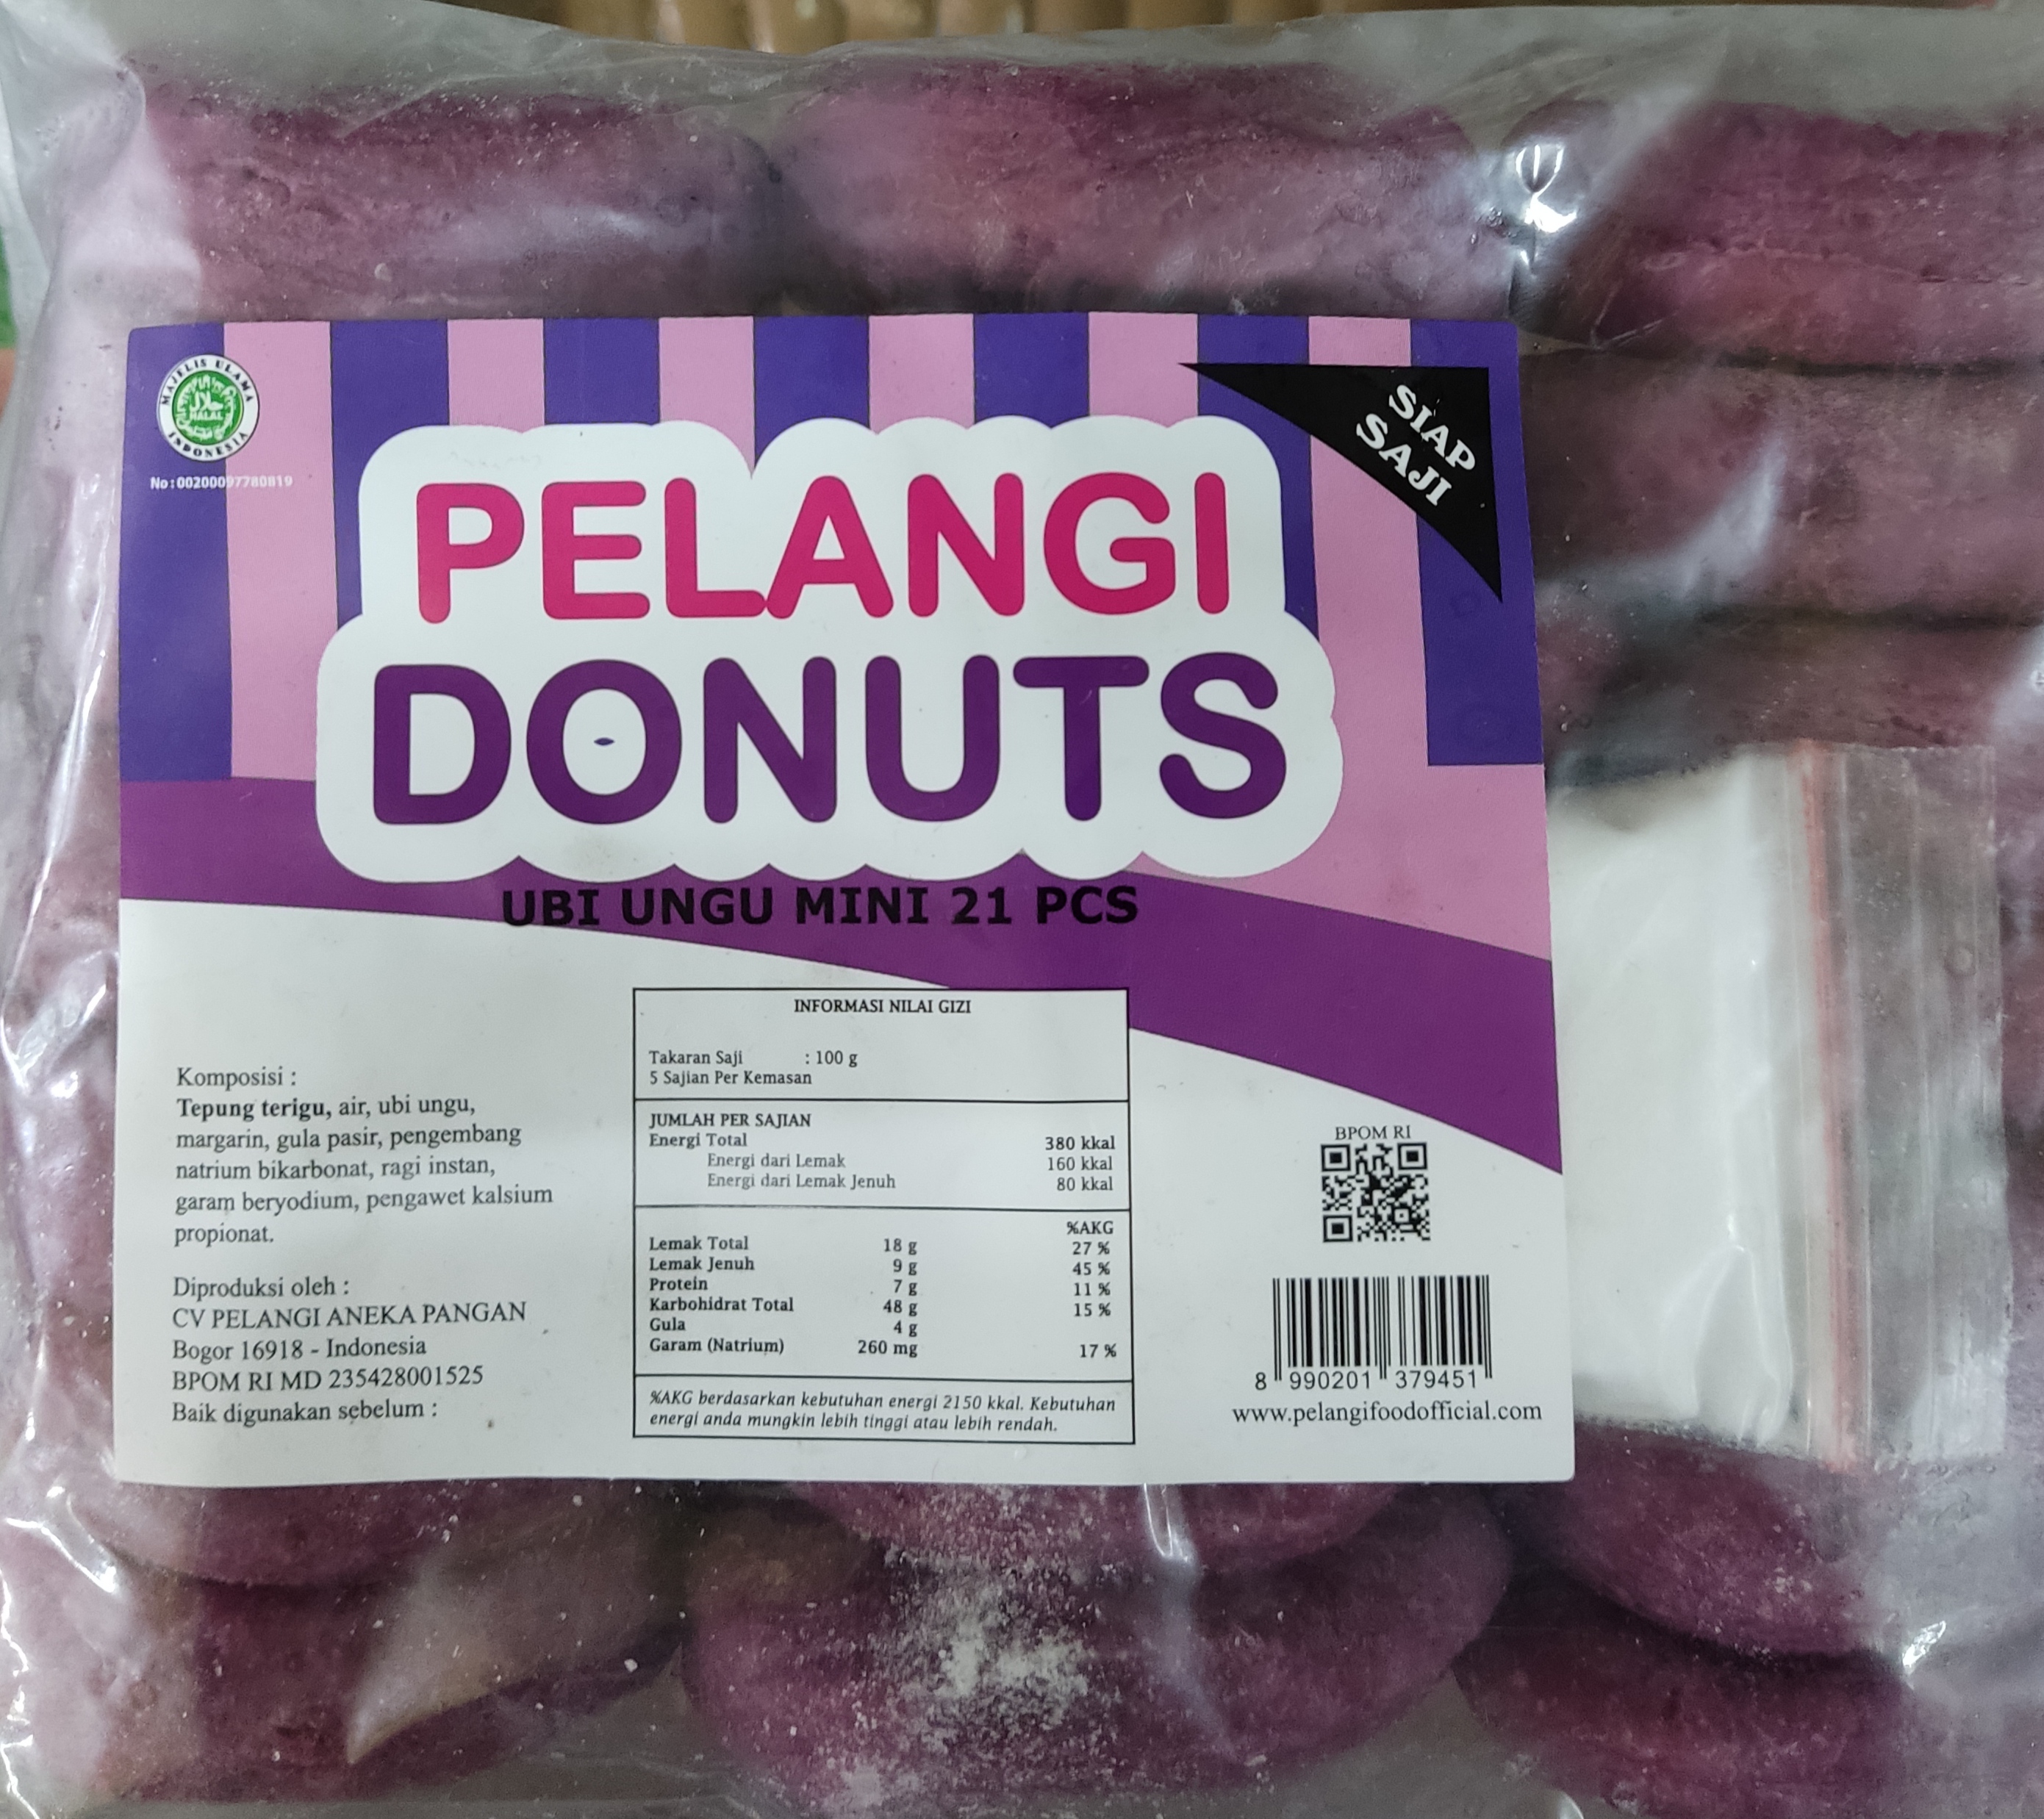 MAJELIS ULAMA
HALAL
INDONESIA
No:00200097780819
SIAP
SAJI
PELANGI
DONUTS
UBI UNGU MINI 21 PCS
Komposisi :
Tepung terigu, air, ubi ungu,
margarin, gula pasir, pengembang
natrium bikarbonat, ragi instan,
garam beryodium, pengawet kalsium
propionat.
Diproduksi oleh :
CV PELANGI ANEKA PANGAN
Bogor 16918 - Indonesia
BPOM RI MD 235428001525
Baik digunakan sebelum :
INFORMASI NILAI GIZI
Takaran Saji : 100 g
5 Sajian Per Kemasan
JUMLAH PER SAJIAN
Energi Total 380 kkal
Energi dari Lemak 160 kkal
Energi dari Lemak Jenuh 80 kkal
%AKG
Lemak Total 18 g 27 %
Lemak Jenuh 9 g 45 %
Protein 7 g 11 %
Karbohidrat Total 48 g 15 %
Gula 4 g
Garam (Natrium) 260 mg 17 %
%AKG berdasarkan kebutuhan energi 2150 kkal. Kebutuhan
energi anda mungkin lebih tinggi atau lebih rendah.
BPOM RI
8 990201 379451
www.pelangifoodofficial.com